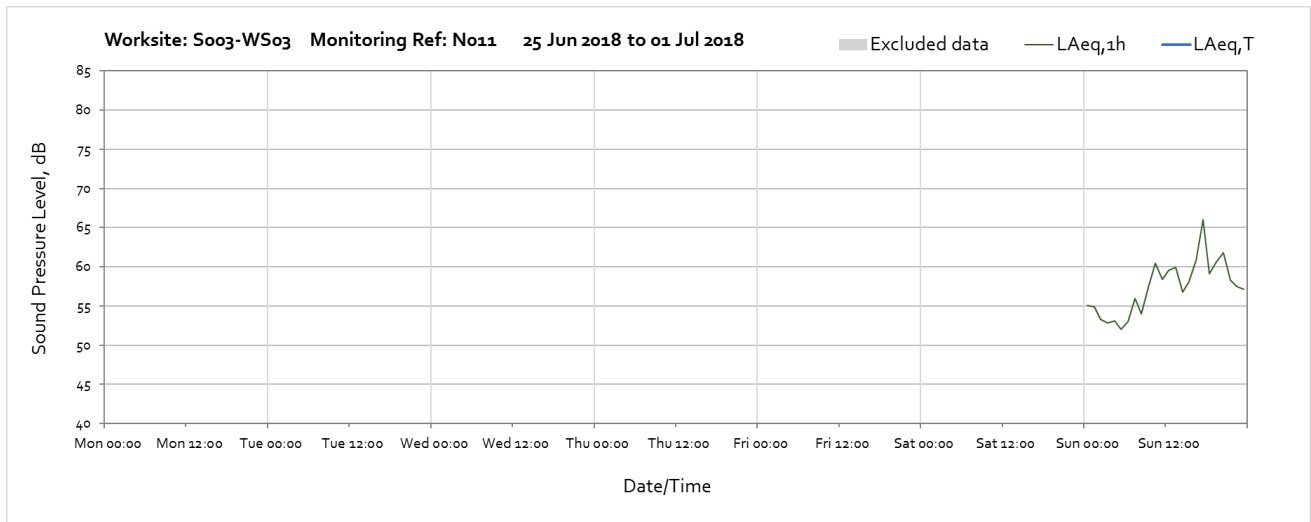 Worksite: S003-WS03 Monitoring Ref: N011 25 Jun 2018 to 01 Jul 2018
Excluded data LAeq,1h LAeq,T
85
80
75
70
65
60
55
50
45
40
Sound Pressure Level, dB
Mon 00:00 Mon 12:00 Tue 00:00 Tue 12:00 Wed 00:00 Wed 12:00 Thu 00:00 Thu 12:00 Fri 00:00 Fri 12:00 Sat 00:00 Sat 12:00 Sun 00:00 Sun 12:00
Date/Time